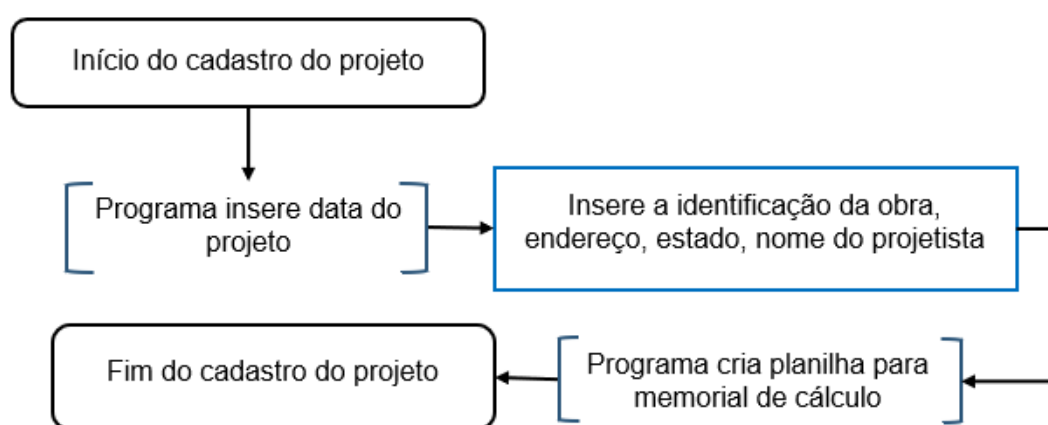 Início do cadastro do projeto
Programa insere data do
projeto
Insere a identificação da obra,
endereço, estado, nome do projetista
Programa cria planilha para
memorial de cálculo
Fim do cadastro do projeto